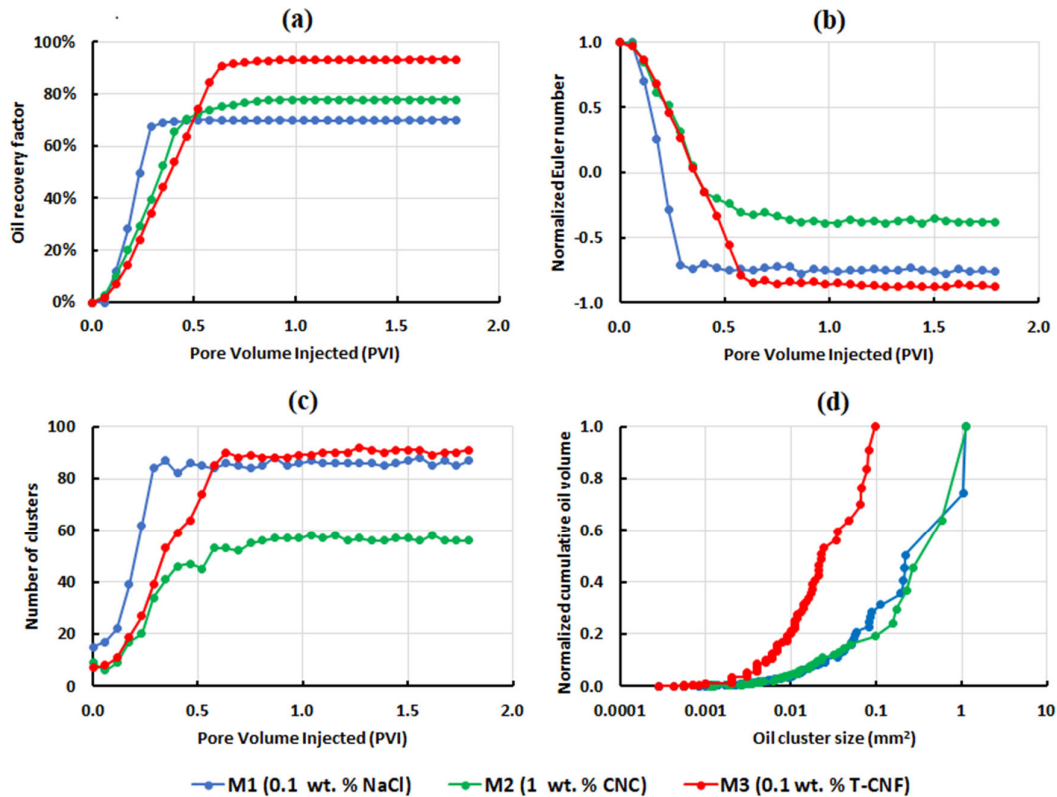 (a)
100%
80%
60%
40%
20%
0%
Oil recovery factor
0.0 0.5 1.0 1.5 2.0
Pore Volume Injected (PVI)
(b)
1.0
0.5
0.0
-0.5
-1.0
Normalized Euler number
0.0 0.5 1.0 1.5 2.0
Pore Volume Injected (PVI)
(c)
100
80
60
40
20
0
Number of clusters
0.0 0.5 1.0 1.5 2.0
Pore Volume Injected (PVI)
(d)
1.0
0.8
0.6
0.4
0.2
0.0
Normalized cumulative oil volume
0.0001 0.001 0.01 0.1 1 10
Oil cluster size (mm²)
M1 (0.1 wt. % NaCl) M2 (1 wt. % CNC) M3 (0.1 wt. % T-CNF)